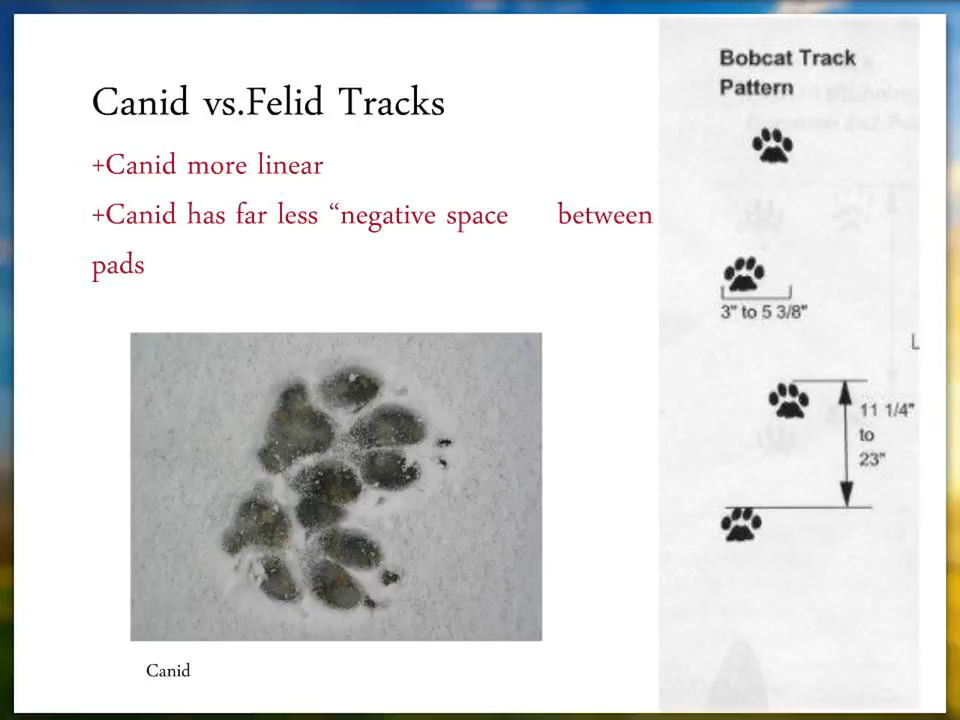 Canid vs.Felid Tracks
+Canid more linear
+Canid has far less “negative space between
pads
Canid
Bobcat Track
Pattern
3" to 5 3/8"
L
11 1/4"
to
23"